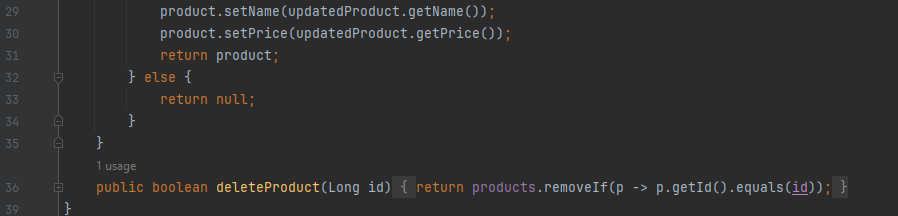 29 product.setName(updatedProduct.getName());
30 product.setPrice(updatedProduct.getPrice());
31 return product;
32 } else {
33 return null;
34 }
35 }
1 usage
36 public boolean deleteProduct(Long id) { return products.removeIf(p -> p.getId().equals(id)); }
39 }